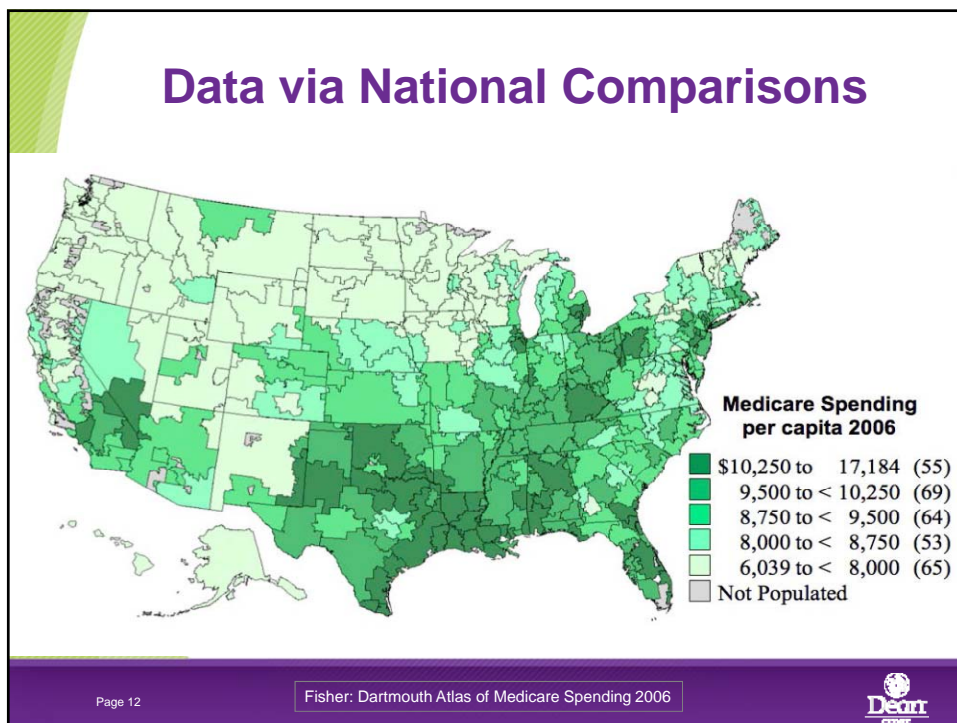 Data via National Comparisons
Medicare Spending
per capita 2006
$10,250 to 17,184 (55)
9,500 to < 10,250 (69)
8,750 to < 9,500 (64)
8,000 to < 8,750 (53)
6,039 to < 8,000 (65)
Not Populated
Page 12
Fisher: Dartmouth Atlas of Medicare Spending 2006